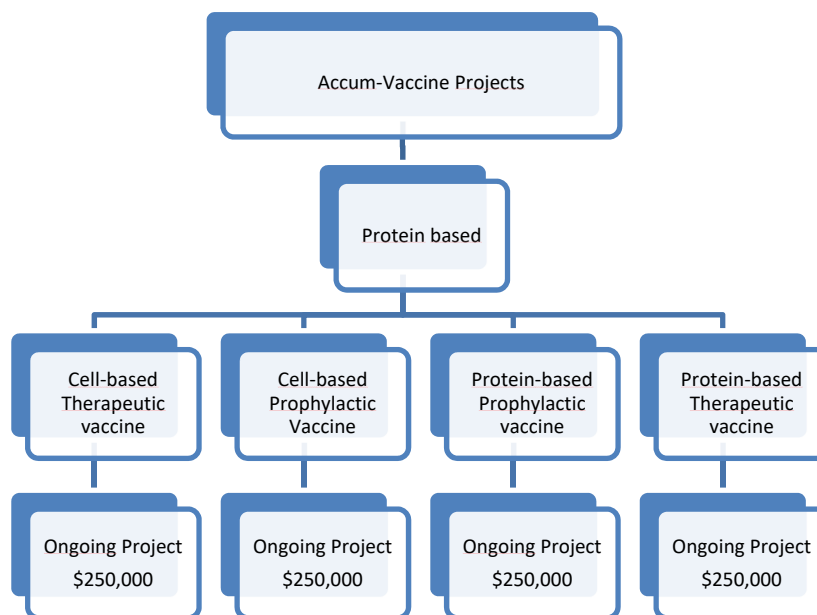 Accum-Vaccine Projects
Protein based
Cell-based
Therapeutic
vaccine
Cell-based
Prophylactic
Vaccine
Protein-based
Prophylactic
vaccine
Protein-based
Therapeutic
vaccine
Ongoing Project
$250,000
Ongoing Project
$250,000
Ongoing Project
$250,000
Ongoing Project
$250,000